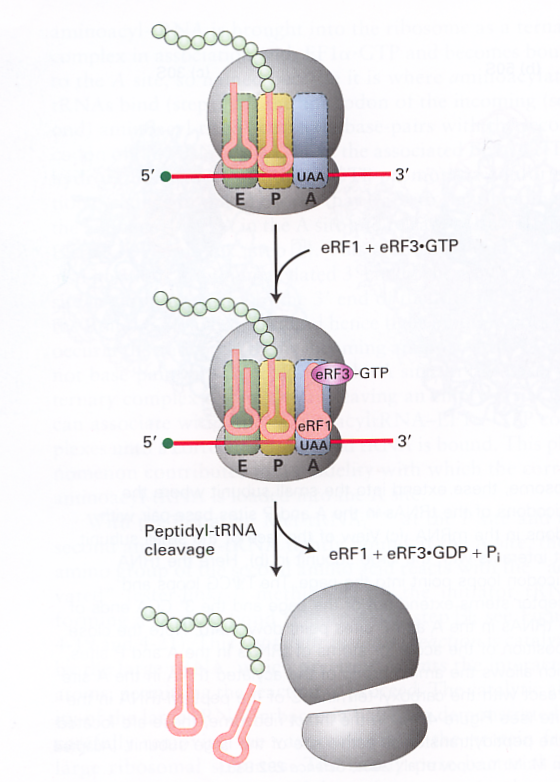 5′ UAA 3′
E P A
eRF1 + eRF3•GTP
eRF3-GTP
eRF1
5′ UAA 3′
E P A
Peptidyl-tRNA
cleavage
eRF1 + eRF3•GDP + Pi